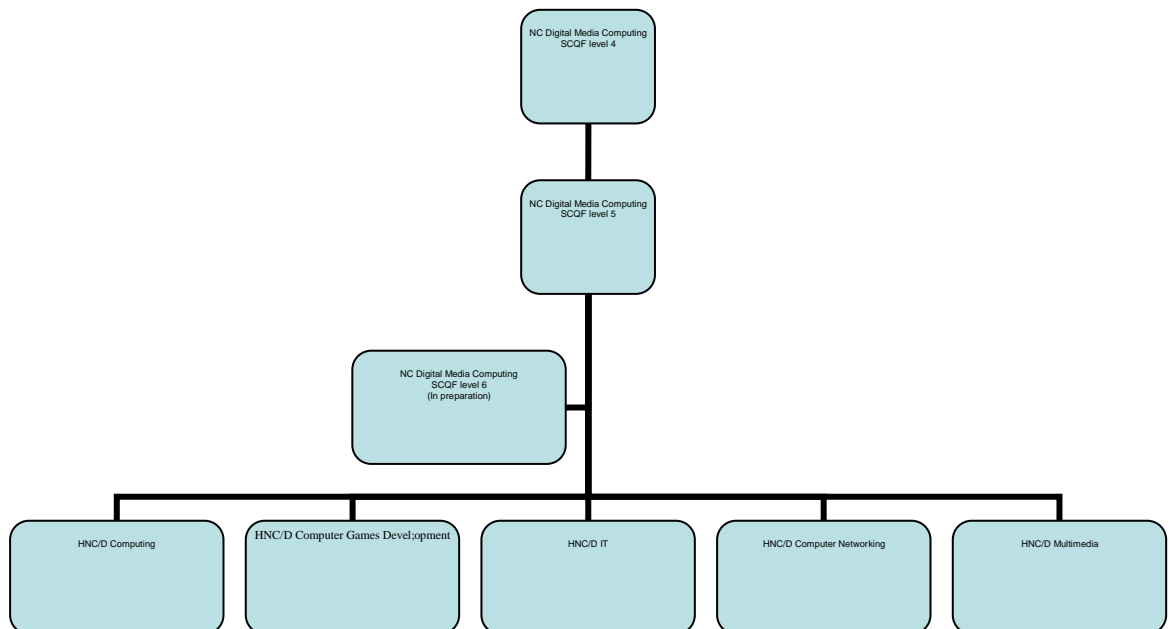 NC Digital Media Computing
SCQF level 4
NC Digital Media Computing
SCQF level 5
NC Digital Media Computing
SCQF level 6
(In preparation)
HNC/D Computing
HNC/D Computer Games Devel;opment
HNC/D IT
HNC/D Computer Networking
HNC/D Multimedia